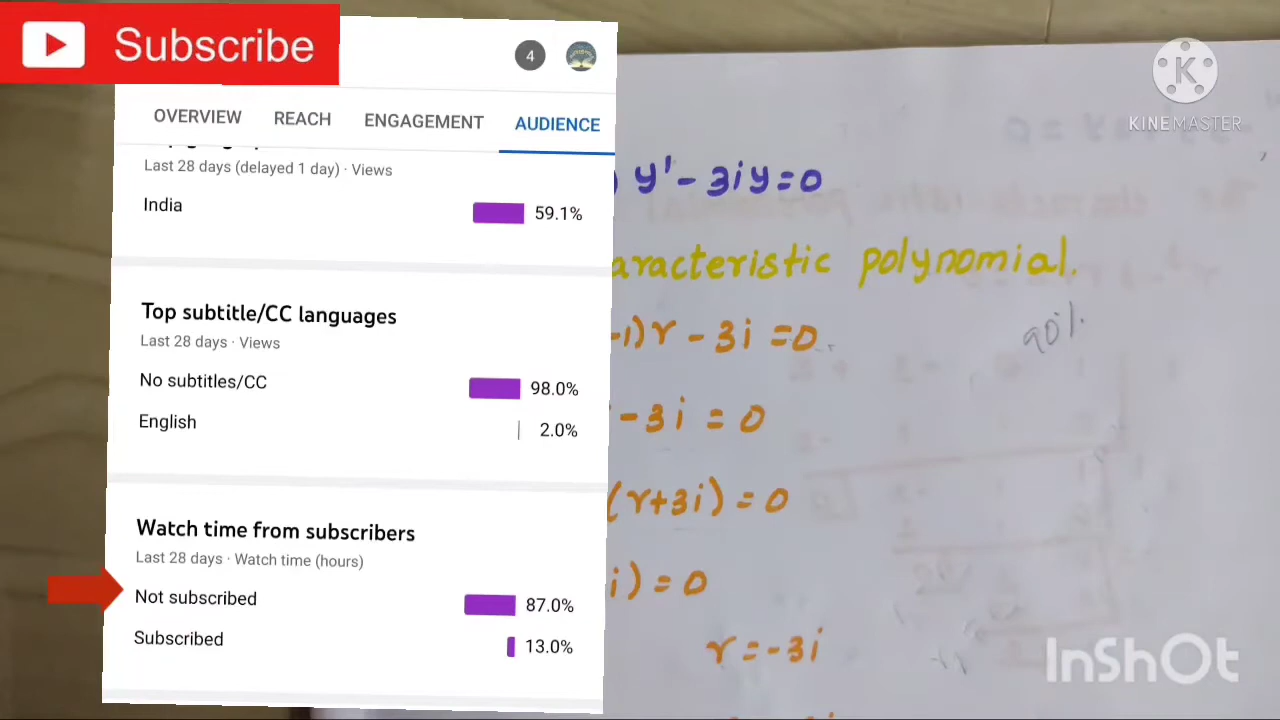 Subscribe
4
OVERVIEW REACH ENGAGEMENT AUDIENCE
Last 28 days (delayed 1 day) · Views
India 59.1%
Top subtitle/CC languages
Last 28 days · Views
No subtitles/CC 98.0%
English 2.0%
Watch time from subscribers
Last 28 days · Watch time (hours)
Not subscribed 87.0%
Subscribed 13.0%
K
KINEMASTER
) y' - 3iy = 0
aracteristic polynomial.
-i) r - 3i = 0
- 3i = 0
(r+3i) = 0
i) = 0
r = -3i
90%
InShOt